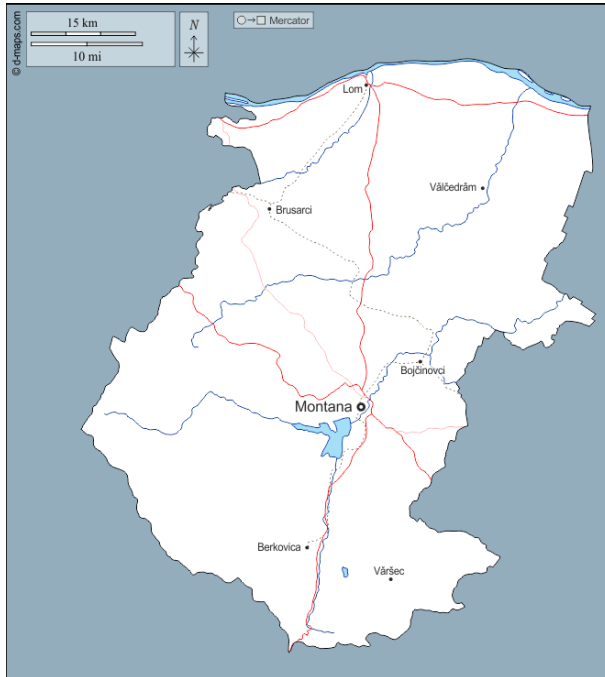 15 km
10 mi
N
○→□ Mercator
© d-maps.com
Lom
Vălčedrăm
Brusarci
Bojčinovci
Montana
Berkovica
Văršec